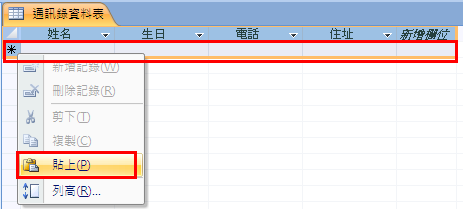 通訊錄資料表
姓名 生日 電話 住址 新增欄位
新增記錄(W)
刪除記錄(R)
剪下(T)
複製(C)
貼上(P)
列高(R)...